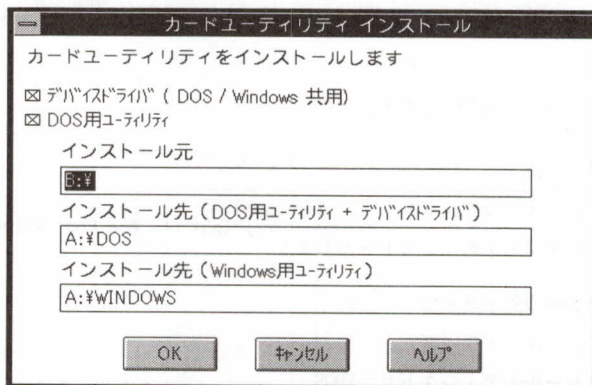 カードユーティリティ インストール
カードユーティリティをインストールします
ﾃﾞﾊﾞｲｽﾄﾞﾗｲﾊﾞ ( DOS / Windows 共用)
DOS用ﾕｰﾃｨﾘﾃｨ
インストール元
B:¥
インストール先 (DOS用ﾕｰﾃｨﾘﾃｨ + ﾃﾞﾊﾞｲｽﾄﾞﾗｲﾊﾞ)
A:¥DOS
インストール先 (Windows用ﾕｰﾃｨﾘﾃｨ)
A:¥WINDOWS
OK ｷｬﾝｾﾙ ﾍﾙﾌﾟ